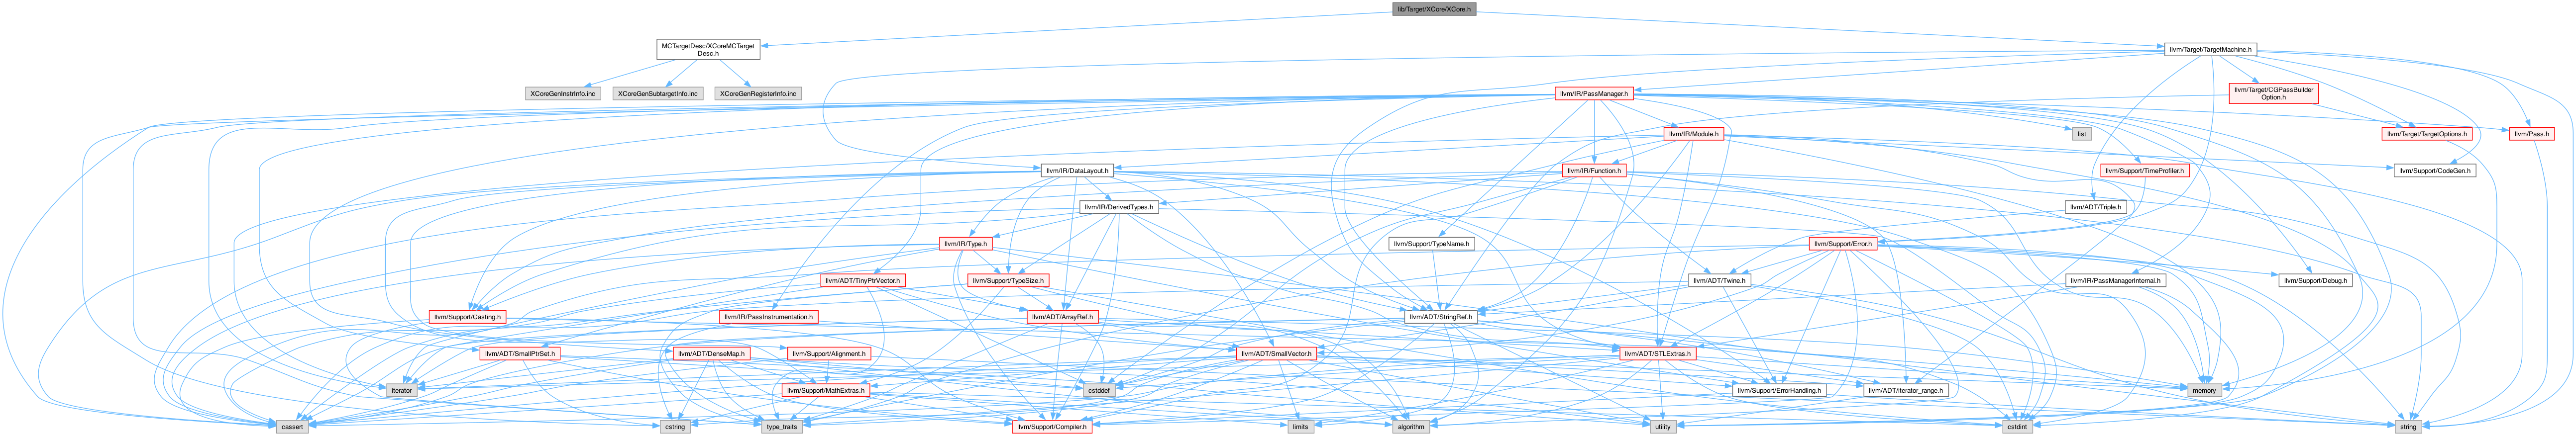 lib/Target/XCore/XCore.h
MCTargetDesc/XCoreMCTarget
Desc.h
llvm/Target/TargetMachine.h
XCoreGenInstrInfo.inc
XCoreGenSubtargetInfo.inc
XCoreGenRegisterInfo.inc
llvm/IR/PassManager.h
llvm/Target/CGPassBuilder
Option.h
llvm/IR/Module.h
list
llvm/Target/TargetOptions.h
llvm/Pass.h
llvm/IR/DataLayout.h
llvm/IR/Function.h
llvm/Support/TimeProfiler.h
llvm/Support/CodeGen.h
llvm/IR/DerivedTypes.h
llvm/ADT/Triple.h
llvm/IR/Type.h
llvm/Support/TypeName.h
llvm/Support/Error.h
llvm/ADT/TinyPtrVector.h
llvm/Support/TypeSize.h
llvm/ADT/Twine.h
llvm/IR/PassManagerInternal.h
llvm/Support/Debug.h
llvm/Support/Casting.h
llvm/IR/PassInstrumentation.h
llvm/ADT/ArrayRef.h
llvm/ADT/StringRef.h
llvm/ADT/SmallPtrSet.h
llvm/ADT/DenseMap.h
llvm/Support/Alignment.h
llvm/ADT/SmallVector.h
llvm/ADT/STLExtras.h
iterator
llvm/Support/MathExtras.h
cstddef
llvm/Support/ErrorHandling.h
llvm/ADT/iterator_range.h
memory
cassert
cstring
type_traits
llvm/Support/Compiler.h
limits
algorithm
utility
cstdint
string